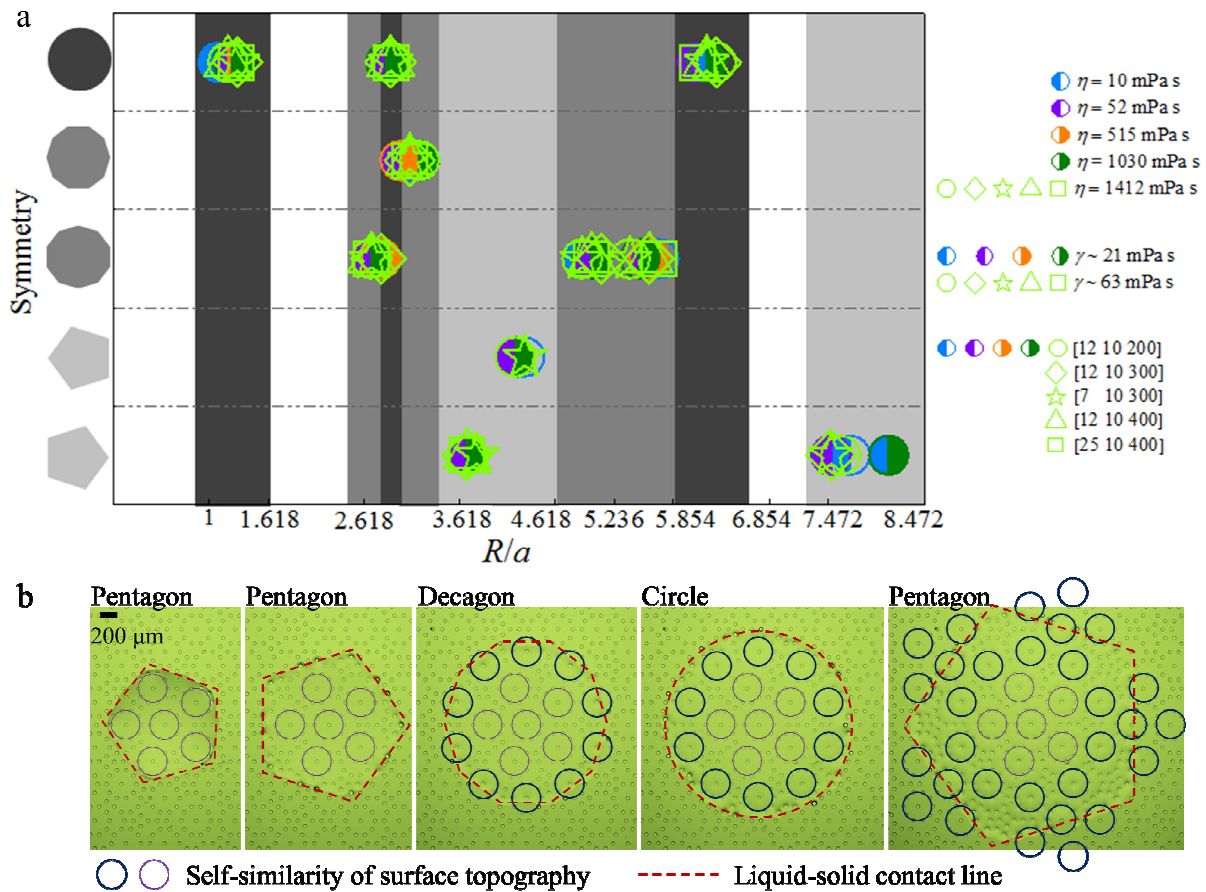 a
Symmetry
η = 10 mPa s
η = 52 mPa s
η = 515 mPa s
η = 1030 mPa s
η = 1412 mPa s
γ ~ 21 mPa s
γ ~ 63 mPa s
[12 10 200]
[12 10 300]
[7 10 300]
[12 10 400]
[25 10 400]
1 1.618 2.618 3.618 4.618 5.236 5.854 6.854 7.472 8.472
R/a
b
Pentagon Pentagon Decagon Circle Pentagon
200 μm
Self-similarity of surface topography Liquid-solid contact line